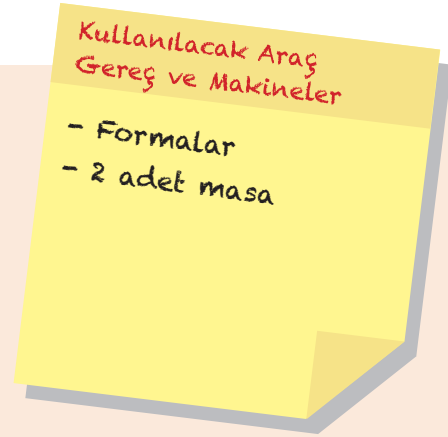 Kullanılacak Araç
Gereç ve Makineler
- Formalar
- 2 adet masa